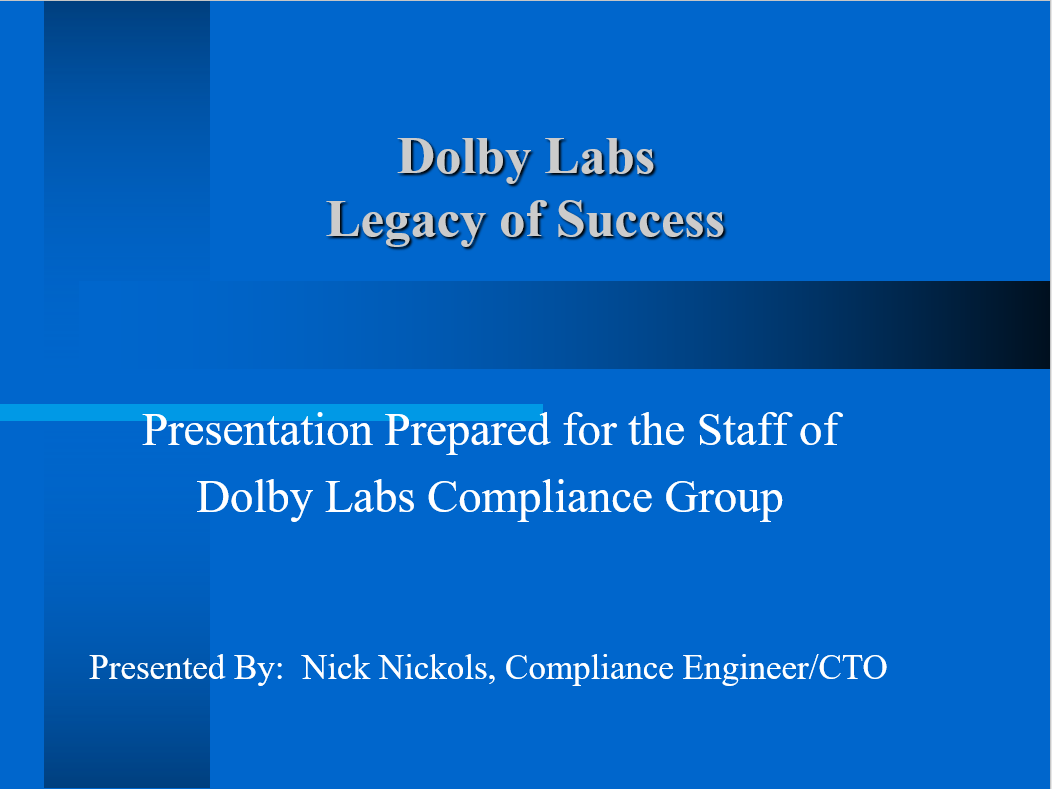 Dolby Labs
Legacy of Success
Presentation Prepared for the Staff of
Dolby Labs Compliance Group
Presented By:  Nick Nickols, Compliance Engineer/CTO